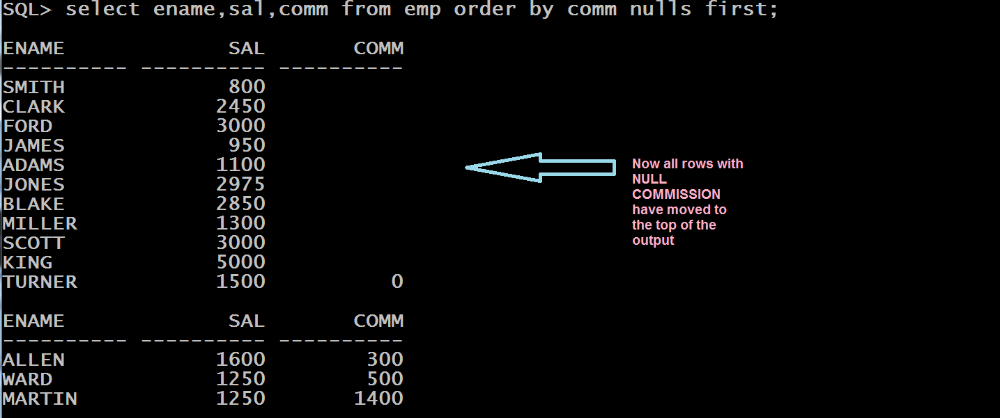 SQL> select ename,sal,comm from emp order by comm nulls first;
ENAME             SAL       COMM
---------- ---------- ----------
SMITH             800
CLARK            2450
FORD             3000
JAMES             950
ADAMS            1100
JONES            2975
BLAKE            2850
MILLER           1300
SCOTT            3000
KING             5000
TURNER           1500          0
ENAME             SAL       COMM
---------- ---------- ----------
ALLEN            1600        300
WARD             1250        500
MARTIN           1250       1400
Now all rows with
NULL
COMMISSION
have moved to
the top of the
output